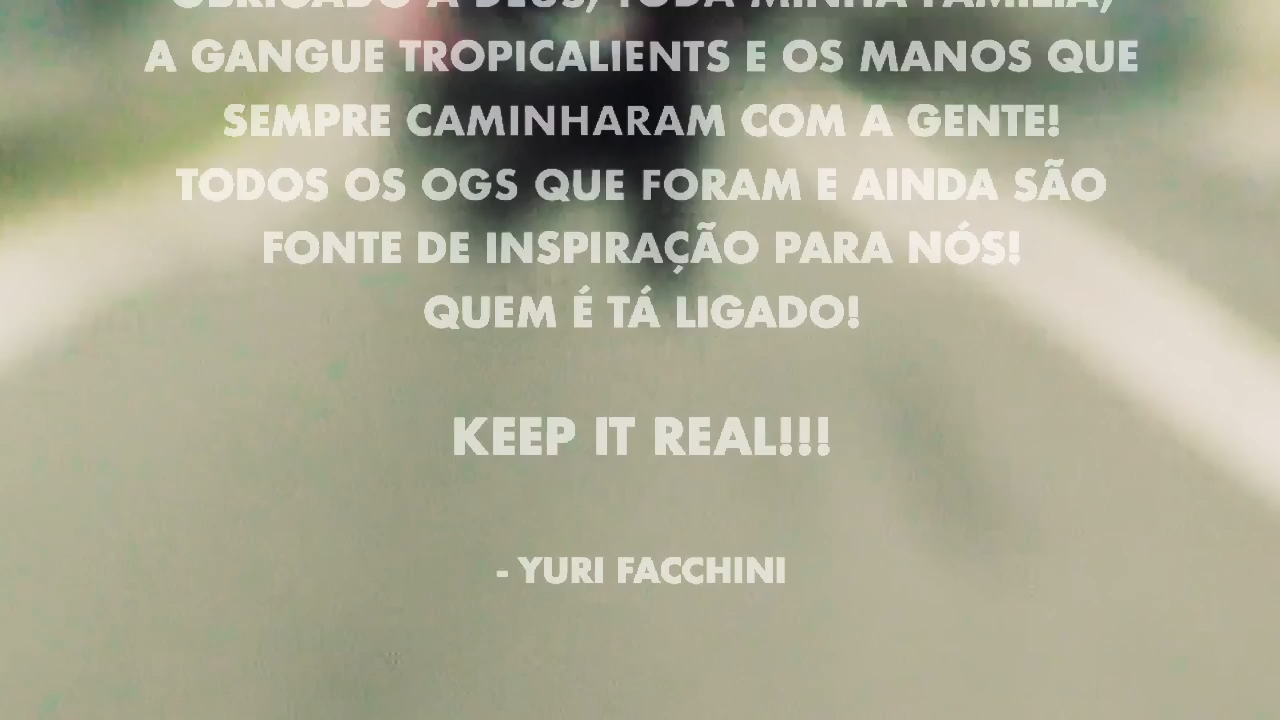 OBRIGADO A DEUS, TODA MINHA FAMÍLIA,
A GANGUE TROPICALIENTS E OS MANOS QUE
SEMPRE CAMINHARAM COM A GENTE!
TODOS OS OGS QUE FORAM E AINDA SÃO
FONTE DE INSPIRAÇÃO PARA NÓS!
QUEM É TÁ LIGADO!
KEEP IT REAL!!!
- YURI FACCHINI